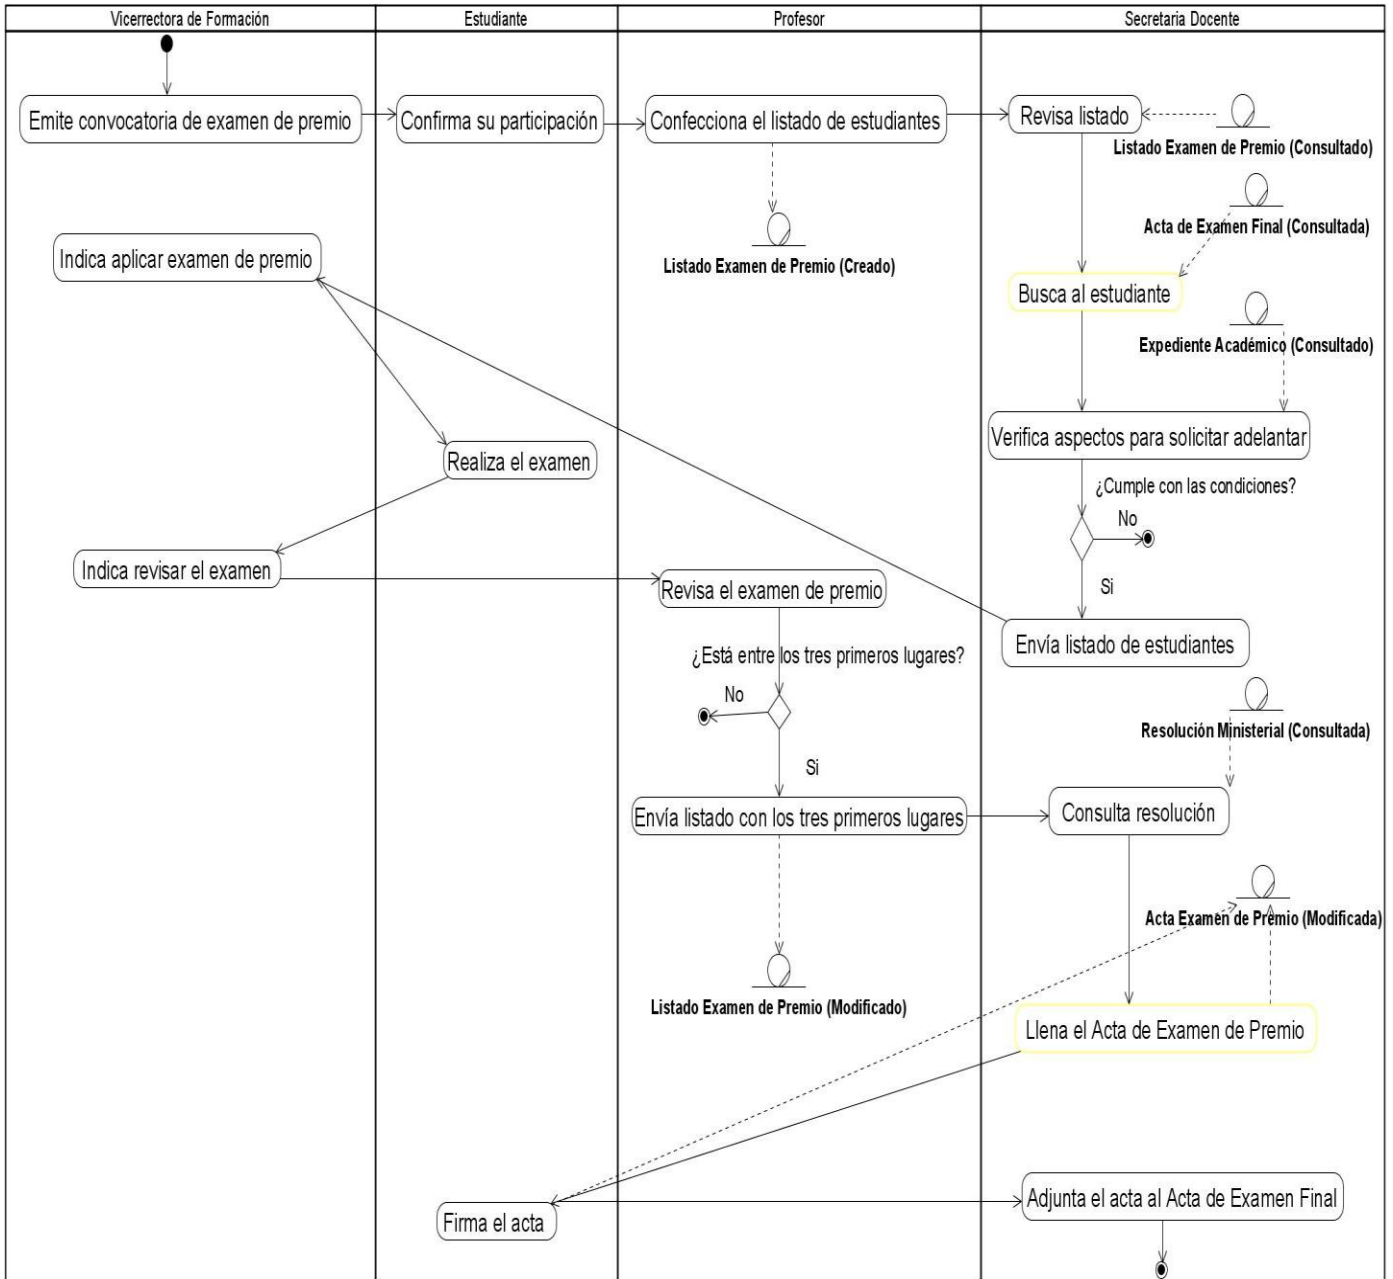 Vicerrectora de Formación
Estudiante
Profesor
Secretaria Docente
Emite convocatoria de examen de premio
Confirma su participación
Confecciona el listado de estudiantes
Revisa listado
Listado Examen de Premio (Consultado)
Acta de Examen Final (Consultada)
Indica aplicar examen de premio
Listado Examen de Premio (Creado)
Busca al estudiante
Expediente Académico (Consultado)
Verifica aspectos para solicitar adelantar
Realiza el examen
¿Cumple con las condiciones?
No
Indica revisar el examen
Revisa el examen de premio
Si
Envía listado de estudiantes
¿Está entre los tres primeros lugares?
No
Resolución Ministerial (Consultada)
Si
Envía listado con los tres primeros lugares
Consulta resolución
Acta Examen de Premio (Modificada)
Listado Examen de Premio (Modificado)
Llena el Acta de Examen de Premio
Adjunta el acta al Acta de Examen Final
Firma el acta